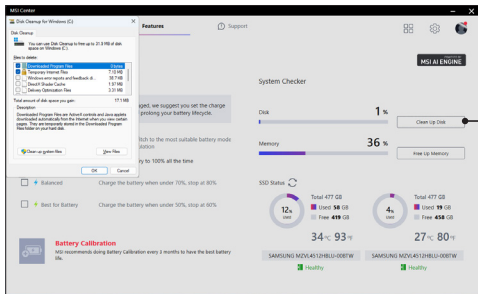 MSI Center
Disk Cleanup for Windows (C:)
Disk Cleanup
You can use Disk Cleanup to free up to 31.9 MB of disk
space on Windows (C:).
Files to delete:
Downloaded Program Files 0 bytes
Temporary Internet Files 7.10 MB
Windows error reports and feedback di... 38.7 KB
DirectX Shader Cache 1.97 MB
Delivery Optimization Files 3.01 MB
Total amount of disk space you gain: 17.1 MB
Description
Downloaded Program Files are ActiveX controls and Java applets
downloaded automatically from the Internet when you view certain
pages. They are temporarily stored in the Downloaded Program
Files folder on your hard disk.
Clean up system files
View Files
OK
Cancel
Features
Support
MSI AI ENGINE
ged, we suggest you set the charge
prolong your battery lifecycle.
itch to the most suitable battery mode
dation
ry to 100% all the time
Balanced
Charge the battery when under 70%, stop at 80%
Best for Battery
Charge the battery when under 50%, stop at 60%
Battery Calibration
MSI recommends doing Battery Calibration every 3 months to have the best battery
life.
System Checker
Disk
1 %
Clean Up Disk
Memory
36 %
Free Up Memory
SSD Status
12%
Used
Total 477 GB
Used 58 GB
Free 419 GB
34°C 93°F
SAMSUNG MZVL4512HBLU-00BTW
Healthy
4%
Used
Total 477 GB
Used 19 GB
Free 458 GB
27°C 80°F
SAMSUNG MZVL4512HBLU-00BTW
Healthy